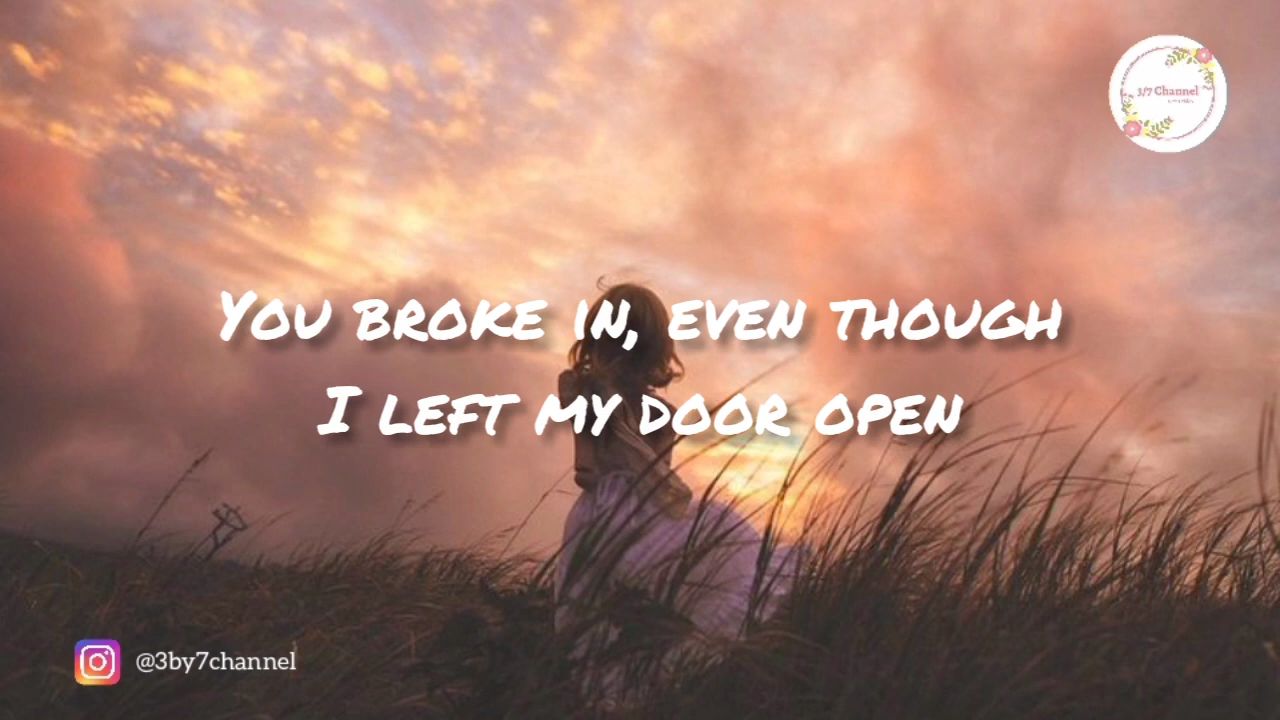 3/7 Channel
You broke in, even though
I left my door open
@3by7channel